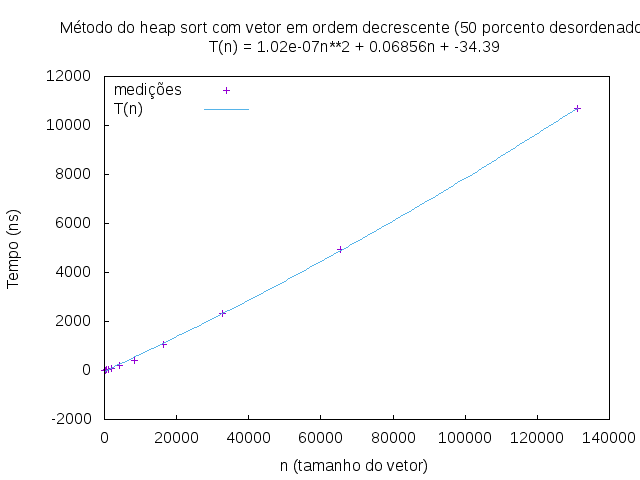 Método do heap sort com vetor em ordem decrescente (50 porcento desordenado
T(n) = 1.02e-07n**2 + 0.06856n + -34.39
12000
10000
8000
6000
4000
2000
0
-2000
medições
T(n)
Tempo (ns)
0 20000 40000 60000 80000 100000 120000 140000
n (tamanho do vetor)